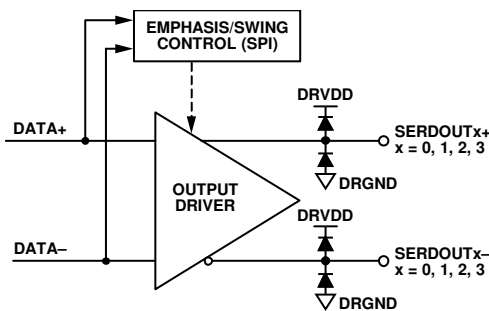 EMPHASIS/SWING
CONTROL (SPI)
DRVDD
DATA+
SERDOUTx+
x = 0, 1, 2, 3
DRGND
OUTPUT
DRIVER
DRVDD
DATA–
SERDOUTx–
x = 0, 1, 2, 3
DRGND